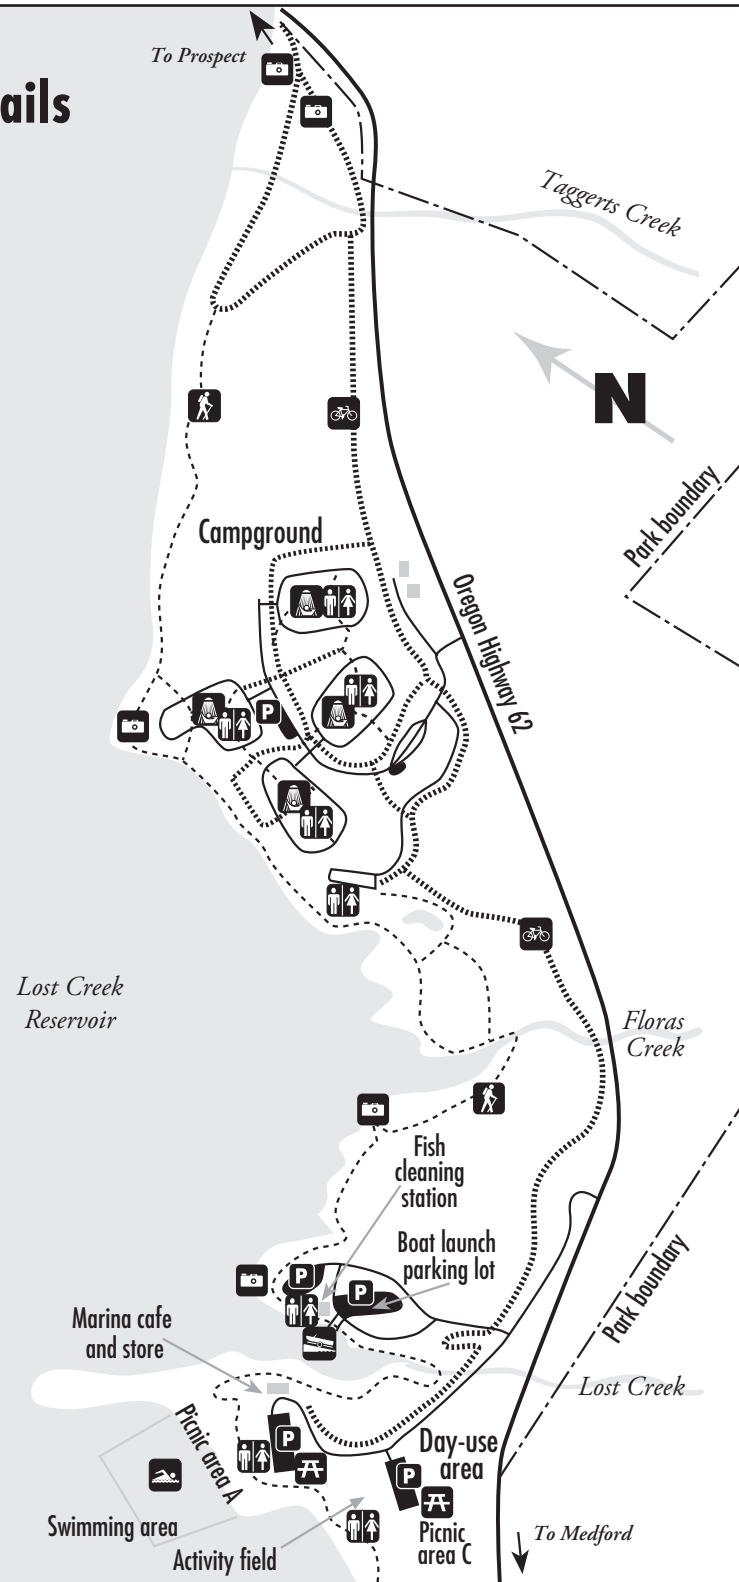 To Prospect
ails
Taggerts Creek
N
Park boundary
Campground
Oregon Highway 62
P
Lost Creek
Reservoir
Floras
Creek
Fish
cleaning
station
Boat launch
parking lot
P
P
Park boundary
Marina cafe
and store
Lost Creek
Picnic area A
P
Day-use
area
P
Swimming area
Picnic
area C
To Medford
Activity field